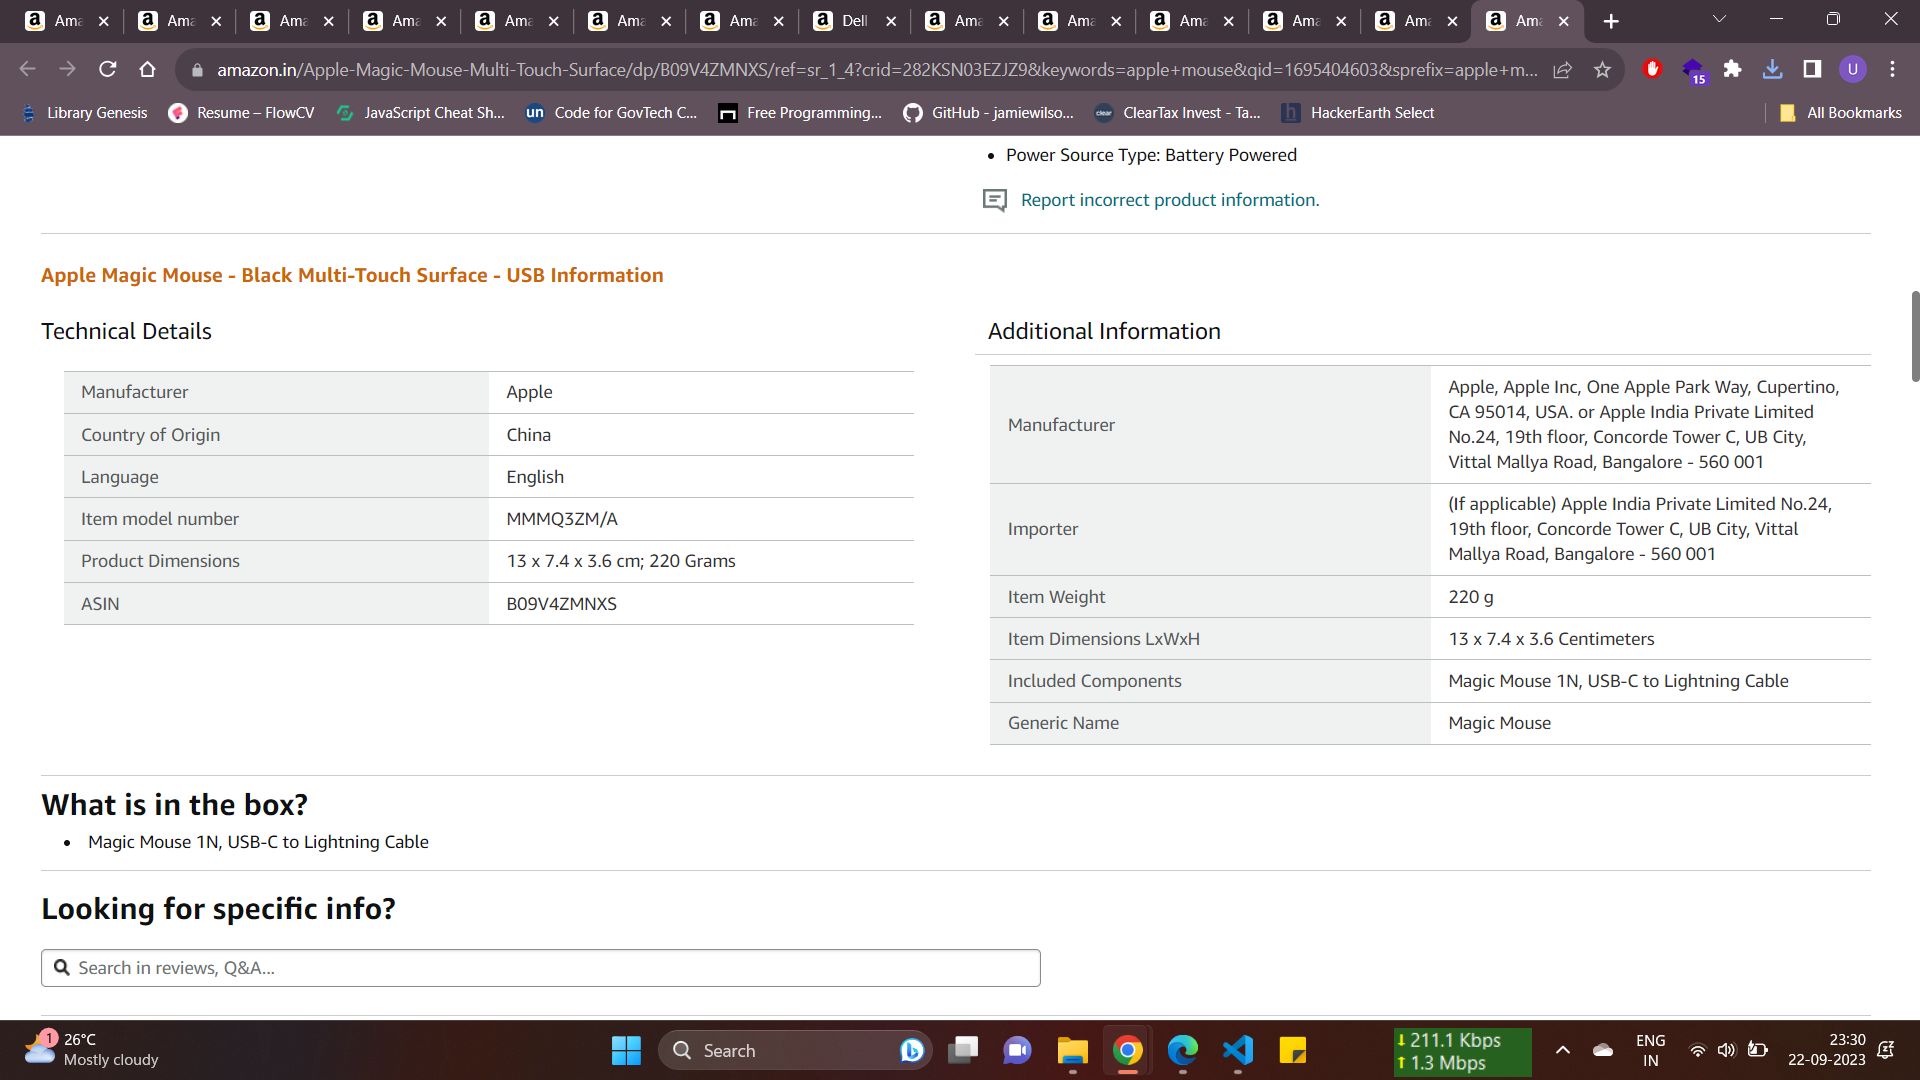 Ama Ama Ama Ama Ama Ama Ama Dell Ama Ama Ama Ama Ama Ama
amazon.in/Apple-Magic-Mouse-Multi-Touch-Surface/dp/B09V4ZMNXS/ref=sr_1_4?crid=282KSN03EZJZ9&keywords=apple+mouse&qid=1695404603&sprefix=apple+m... 15 U
Library Genesis Resume – FlowCV JavaScript Cheat Sh... un Code for GovTech C... Free Programming... GitHub - jamiewilso... clear ClearTax Invest - Ta... h HackerEarth Select All Bookmarks
• Power Source Type: Battery Powered
Report incorrect product information.
Apple Magic Mouse - Black Multi-Touch Surface - USB Information
Technical Details
Manufacturer Apple
Country of Origin China
Language English
Item model number MMMQ3ZM/A
Product Dimensions 13 x 7.4 x 3.6 cm; 220 Grams
ASIN B09V4ZMNXS
Additional Information
Manufacturer
Apple, Apple Inc, One Apple Park Way, Cupertino,
CA 95014, USA. or Apple India Private Limited
No.24, 19th floor, Concorde Tower C, UB City,
Vittal Mallya Road, Bangalore - 560 001
Importer
(If applicable) Apple India Private Limited No.24,
19th floor, Concorde Tower C, UB City, Vittal
Mallya Road, Bangalore - 560 001
Item Weight 220 g
Item Dimensions LxWxH 13 x 7.4 x 3.6 Centimeters
Included Components Magic Mouse 1N, USB-C to Lightning Cable
Generic Name Magic Mouse
What is in the box?
• Magic Mouse 1N, USB-C to Lightning Cable
Looking for specific info?
Search in reviews, Q&A...
1 26°C
Mostly cloudy
Search
211.1 Kbps
1.3 Mbps
ENG
IN
23:30
22-09-2023